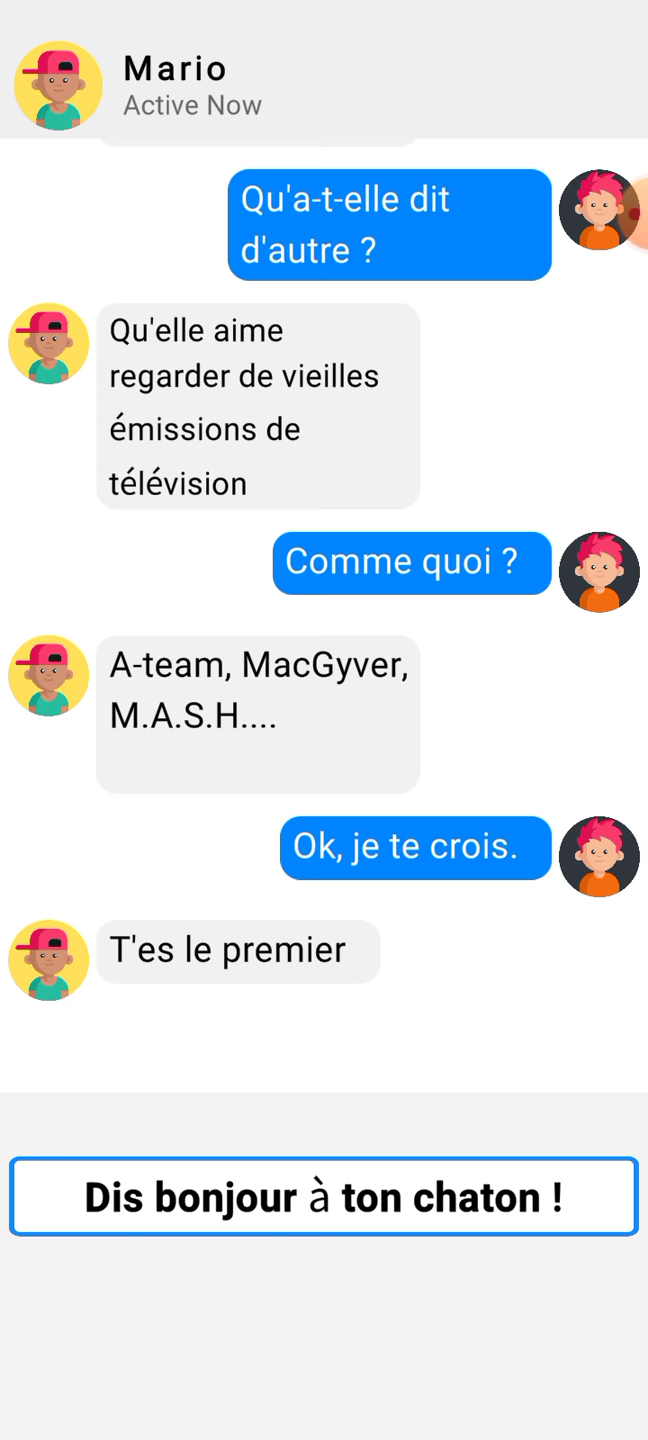 Mario
Active Now
Qu'a-t-elle dit
d'autre ?
Qu'elle aime
regarder de vieilles
émissions de
télévision
Comme quoi ?
A-team, MacGyver,
M.A.S.H....
Ok, je te crois.
T'es le premier
Dis bonjour à ton chaton !